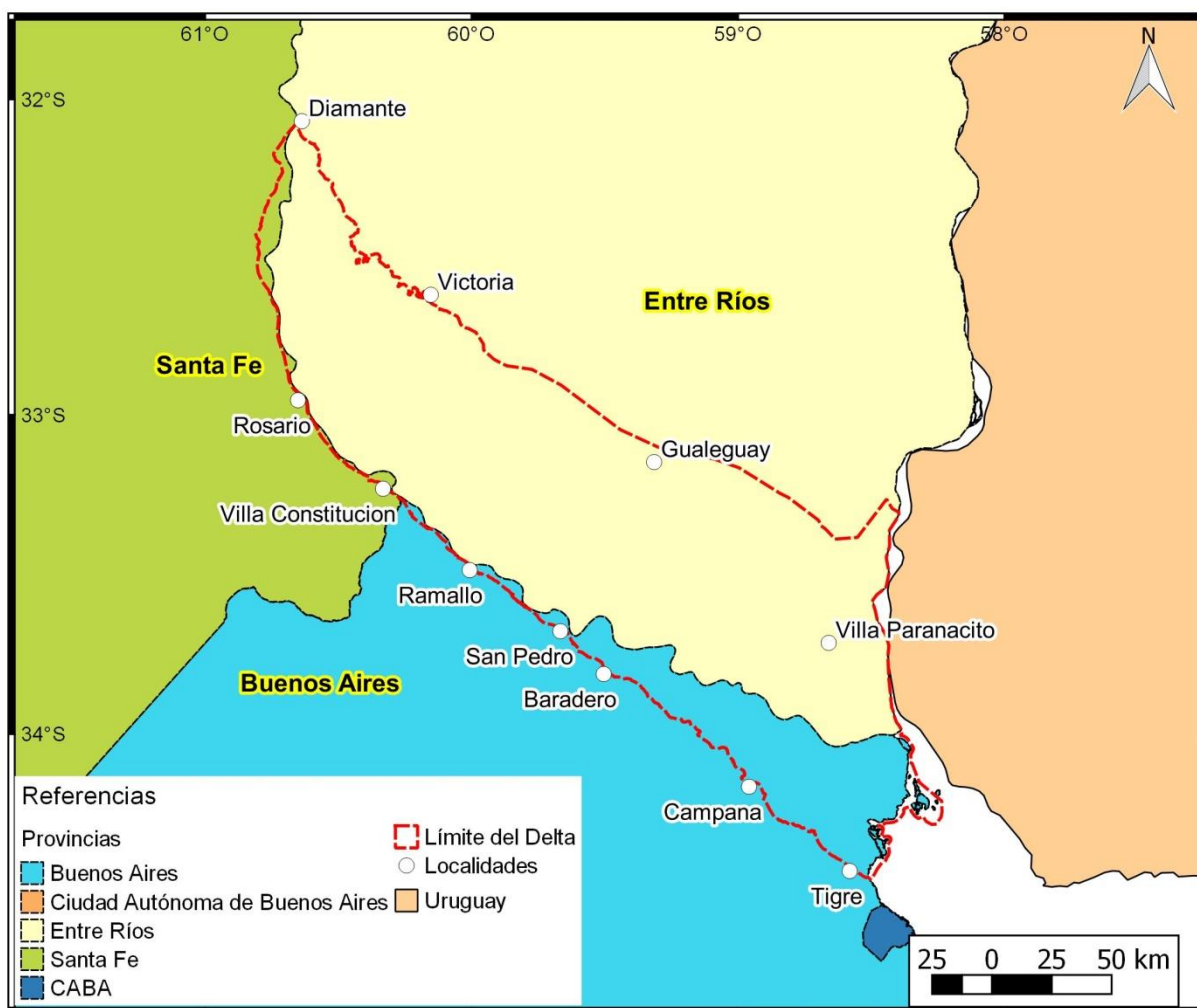 61°O 60°O 59°O 58°O
N
32°S
Diamante
Victoria
Entre Ríos
Santa Fe
33°S
Rosario
Gualeguay
Villa Constitucion
Ramallo
Villa Paranacito
San Pedro
Baradero
Buenos Aires
34°S
Campana
Tigre
Referencias
Provincias
Buenos Aires
Ciudad Autónoma de Buenos Aires
Entre Ríos
Santa Fe
CABA
Límite del Delta
Localidades
Uruguay
25 0 25 50 km